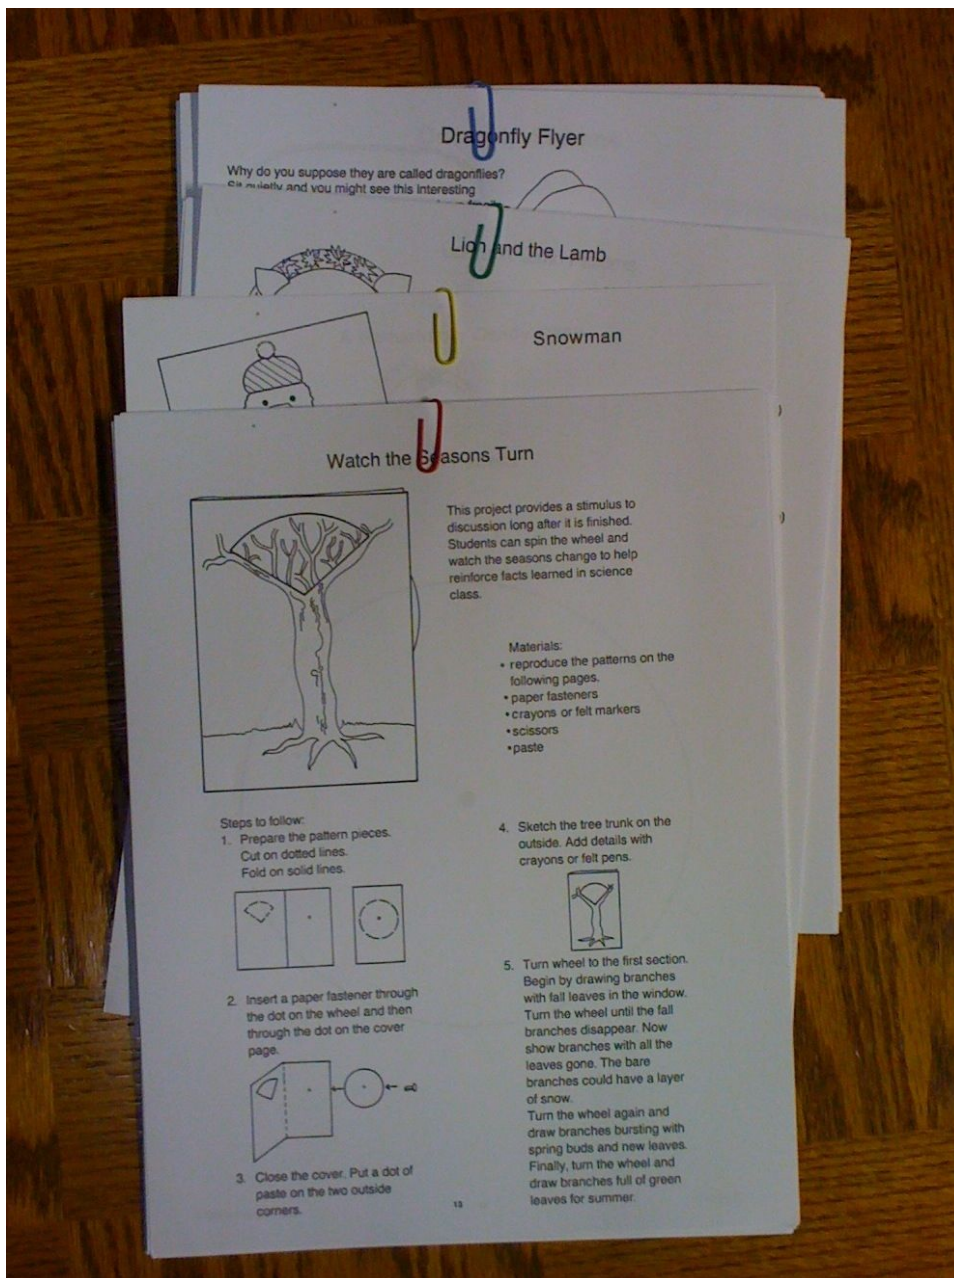 Dragonfly Flyer
Why do you suppose they are called dragonflies?
Sit quietly and you might see this interesting
Lion and the Lamb
Snowman
Watch the Seasons Turn
This project provides a stimulus to
discussion long after it is finished.
Students can spin the wheel and
watch the seasons change to help
reinforce facts learned in science
class.
Materials:
• reproduce the patterns on the
following pages.
• paper fasteners
• crayons or felt markers
• scissors
• paste
Steps to follow:
1. Prepare the pattern pieces.
Cut on dotted lines.
Fold on solid lines.
2. Insert a paper fastener through
the dot on the wheel and then
through the dot on the cover
page.
3. Close the cover. Put a dot of
paste on the two outside
corners.
4. Sketch the tree trunk on the
outside. Add details with
crayons or felt pens.
5. Turn wheel to the first section.
Begin by drawing branches
with fall leaves in the window.
Turn the wheel until the fall
branches disappear. Now
show branches with all the
leaves gone. The bare
branches could have a layer
of snow.
Turn the wheel again and
draw branches bursting with
spring buds and new leaves.
Finally, turn the wheel and
draw branches full of green
leaves for summer.
13